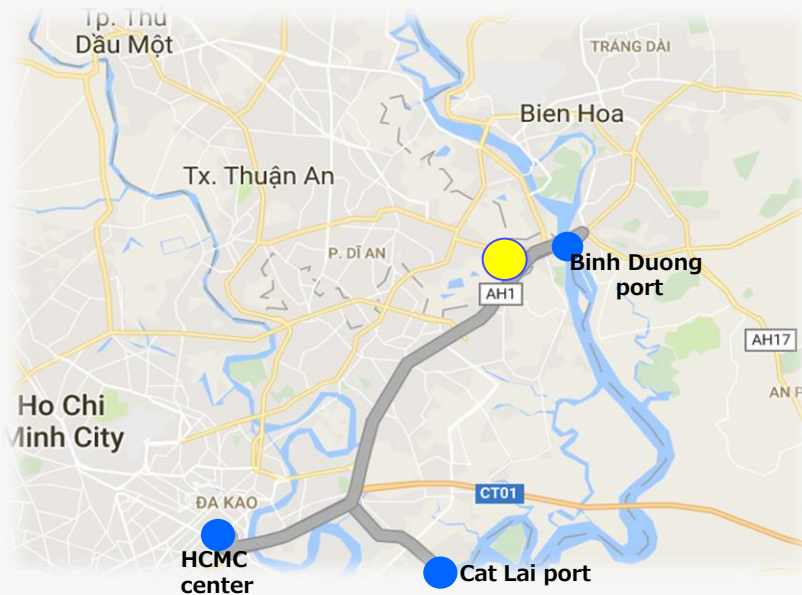 Tp. Thủ
Dầu Một
TRẢNG DÀI
Bien Hoa
Tx. Thuận An
P. DĨ AN
Binh Duong
port
AH1
AH17
AN P
Ho Chi
Minh City
CT01
ĐA KAO
HCMC
center
Cat Lai port